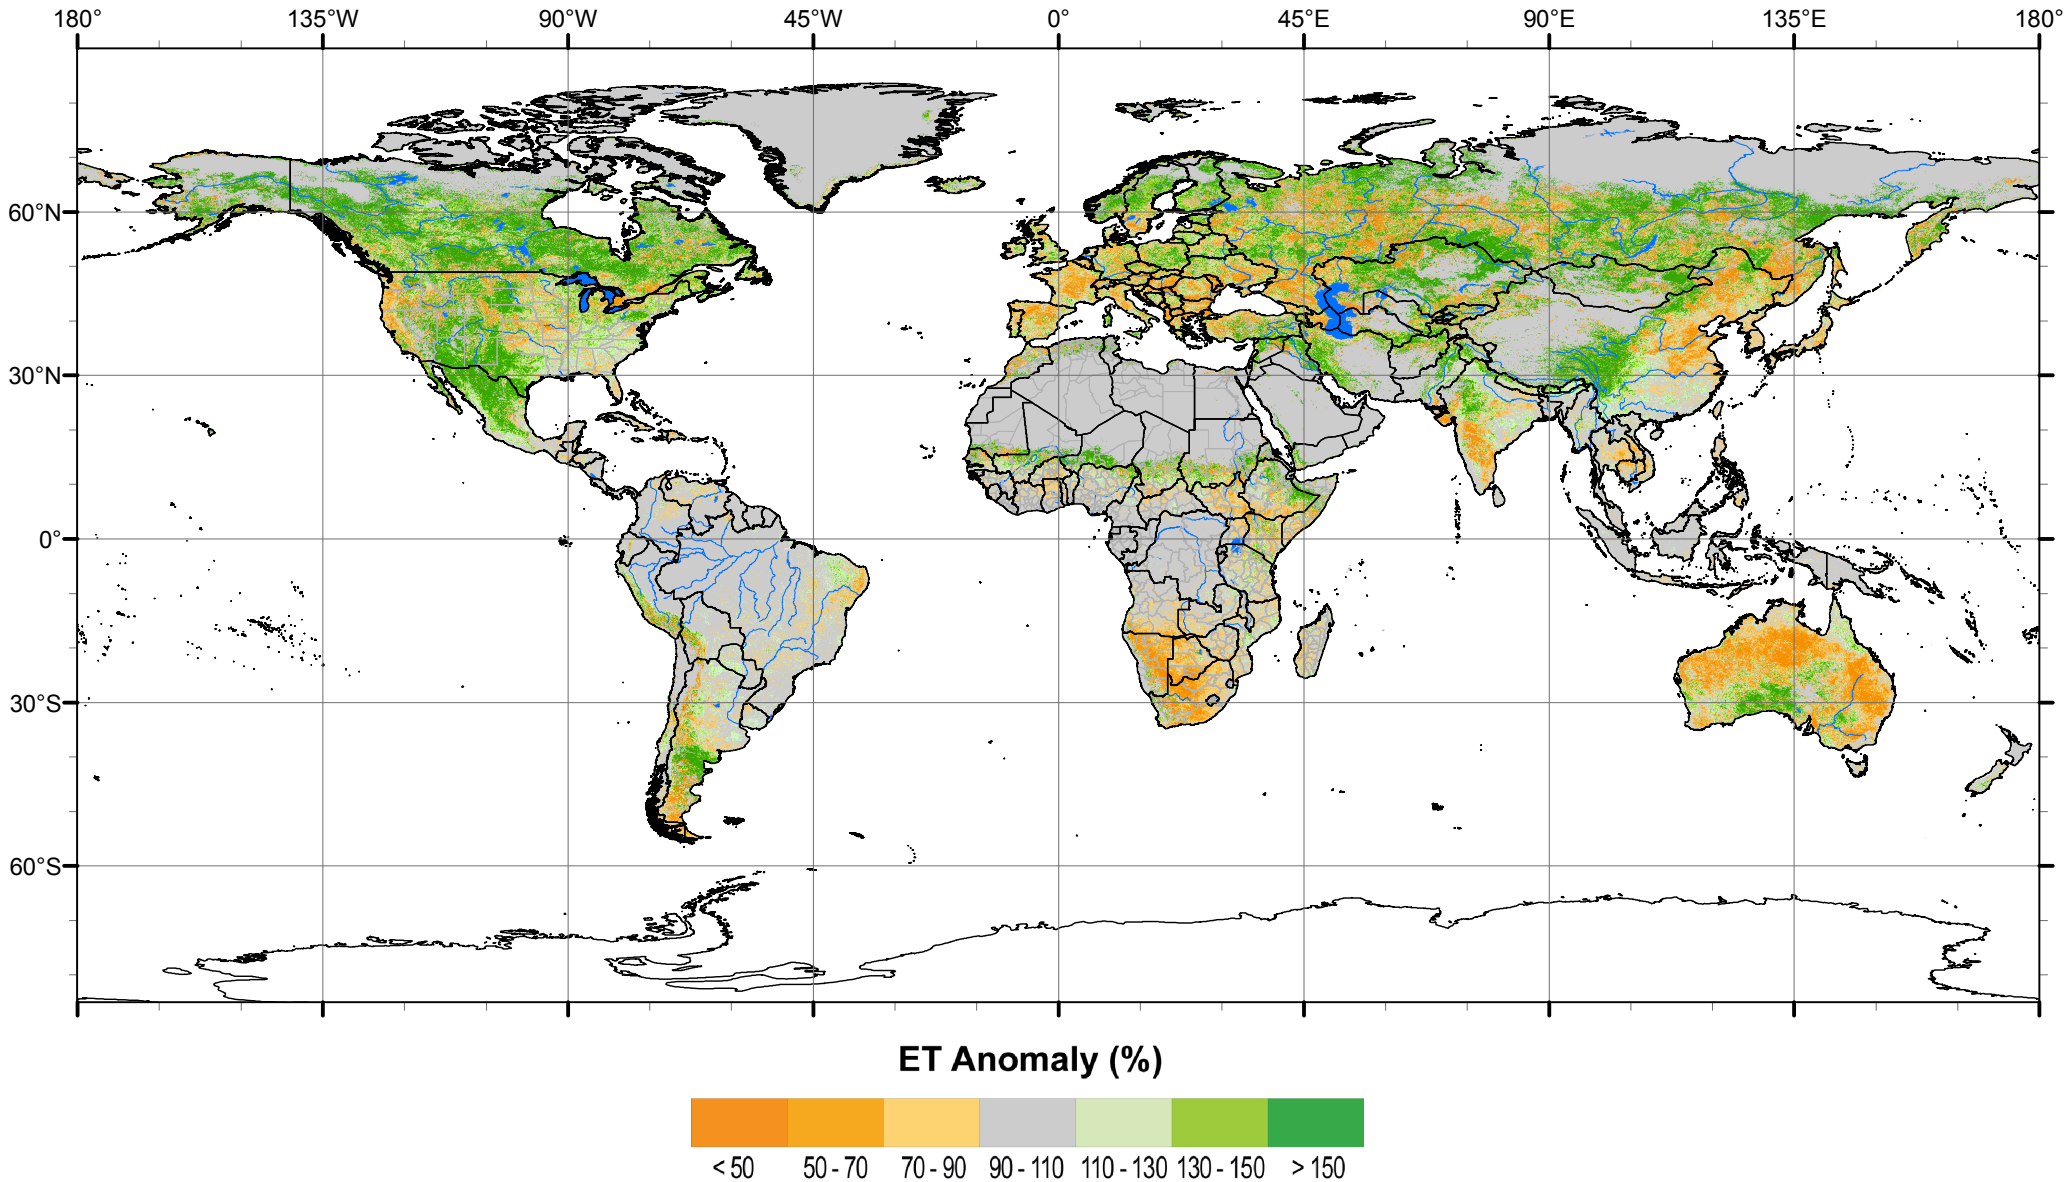 180° 135°W 90°W 45°W 0° 45°E 90°E 135°E 180°
60°N
30°N
0°
30°S
60°S
ET Anomaly (%)
< 50 50 - 70 70 - 90 90 - 110 110 - 130 130 - 150 > 150